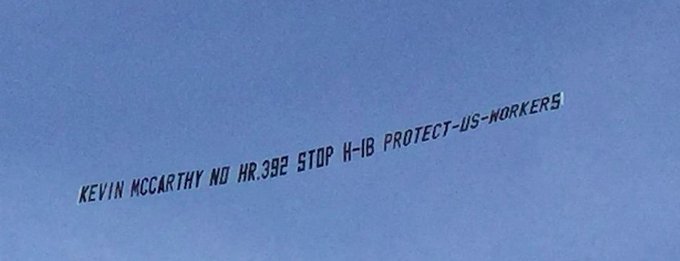 KEVIN MCCARTHY NO HR.392 STOP H-1B PROTECT-US-WORKERS